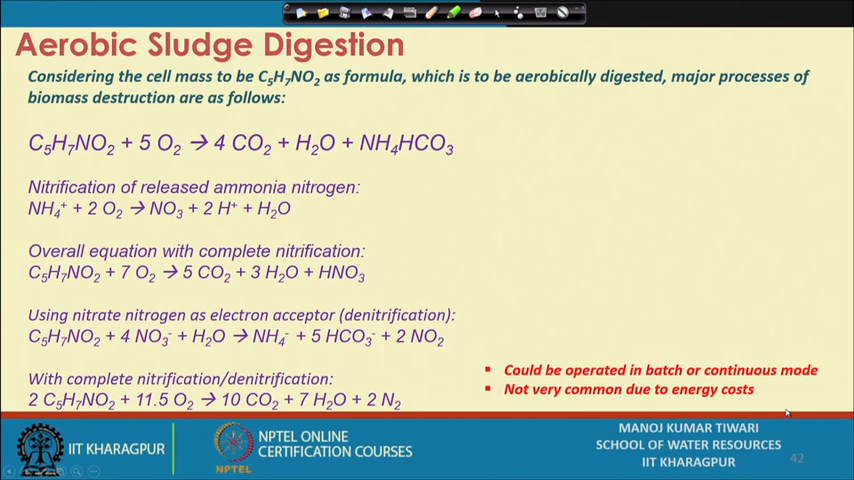 Aerobic Sludge Digestion
Considering the cell mass to be C₅H₇NO₂ as formula, which is to be aerobically digested, major processes of
biomass destruction are as follows:
C₅H₇NO₂ + 5 O₂ → 4 CO₂ + H₂O + NH₄HCO₃
Nitrification of released ammonia nitrogen:
NH₄⁺ + 2 O₂ → NO₃ + 2 H⁺ + H₂O
Overall equation with complete nitrification:
C₅H₇NO₂ + 7 O₂ → 5 CO₂ + 3 H₂O + HNO₃
Using nitrate nitrogen as electron acceptor (denitrification):
C₅H₇NO₂ + 4 NO₃⁻ + H₂O → NH₄⁻ + 5 HCO₃⁻ + 2 NO₂
With complete nitrification/denitrification:
2 C₅H₇NO₂ + 11.5 O₂ → 10 CO₂ + 7 H₂O + 2 N₂
▪ Could be operated in batch or continuous mode
▪ Not very common due to energy costs
IIT KHARAGPUR
NPTEL
NPTEL ONLINE
CERTIFICATION COURSES
MANOJ KUMAR TIWARI
SCHOOL OF WATER RESOURCES
IIT KHARAGPUR
42